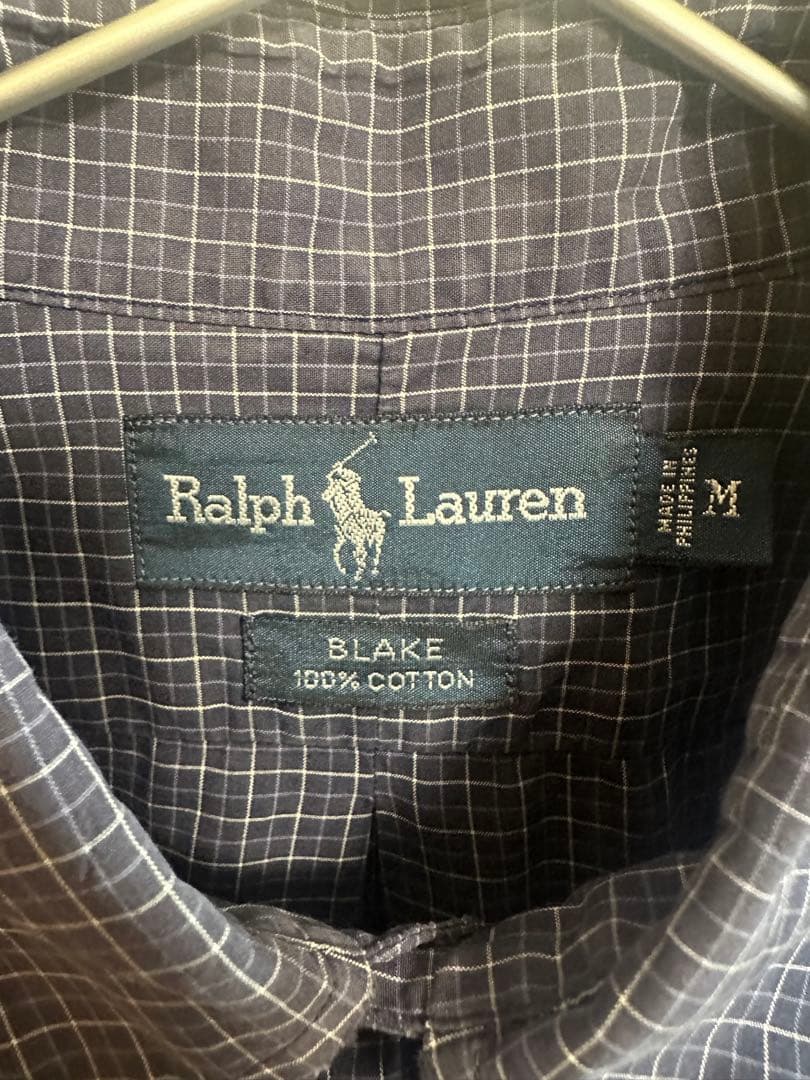 Ralph Lauren
MADE IN
PHILIPPINES
M
BLAKE
100% COTTON